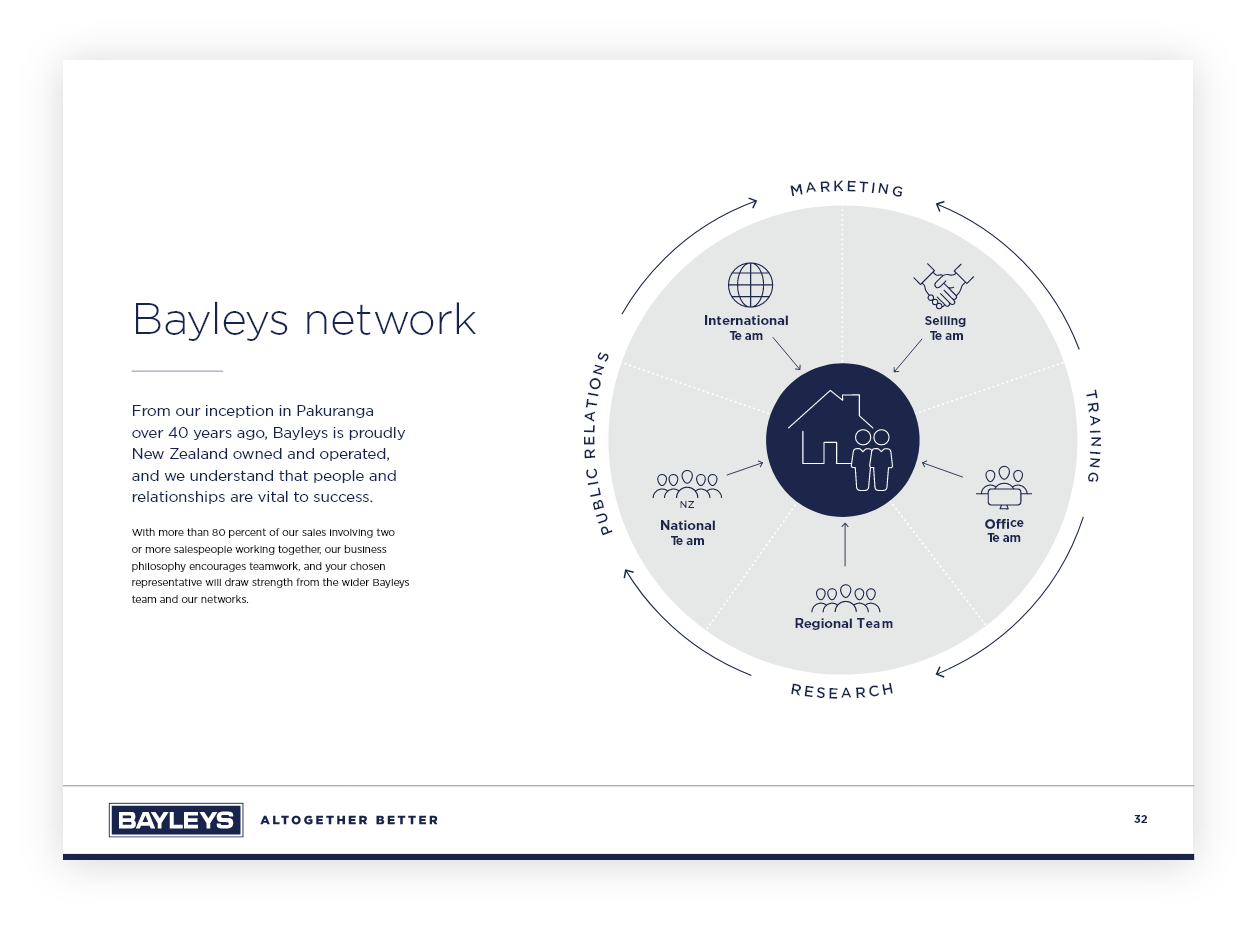 Bayleys network
From our inception in Pakuranga
over 40 years ago, Bayleys is proudly
New Zealand owned and operated,
and we understand that people and
relationships are vital to success.
With more than 80 percent of our sales involving two
or more salespeople working together, our business
philosophy encourages teamwork, and your chosen
representative will draw strength from the wider Bayleys
team and our networks.
MARKETING
International
Te am
Selling
Te am
PUBLIC RELATIONS
TRAINING
NZ
National
Te am
Office
Te am
Regional Team
RESEARCH
BAYLEYS
ALTOGETHER BETTER
32